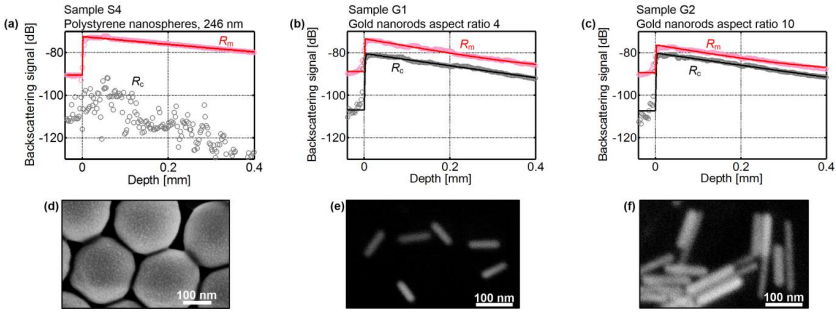 Sample S4
(a) Polystyrene nanospheres, 246 nm
Backscattering signal [dB]
-80
-100
-120
Rm
Rc
0
0.2
0.4
Depth [mm]
Sample G1
(b) Gold nanorods aspect ratio 4
Backscattering signal [dB]
-80
-100
-120
Rm
Rc
0
0.2
0.4
Depth [mm]
Sample G2
(c) Gold nanorods aspect ratio 10
Backscattering signal [dB]
-80
-100
-120
Rm
Rc
0
0.2
0.4
Depth [mm]
(d)
100 nm
(e)
100 nm
(f)
100 nm